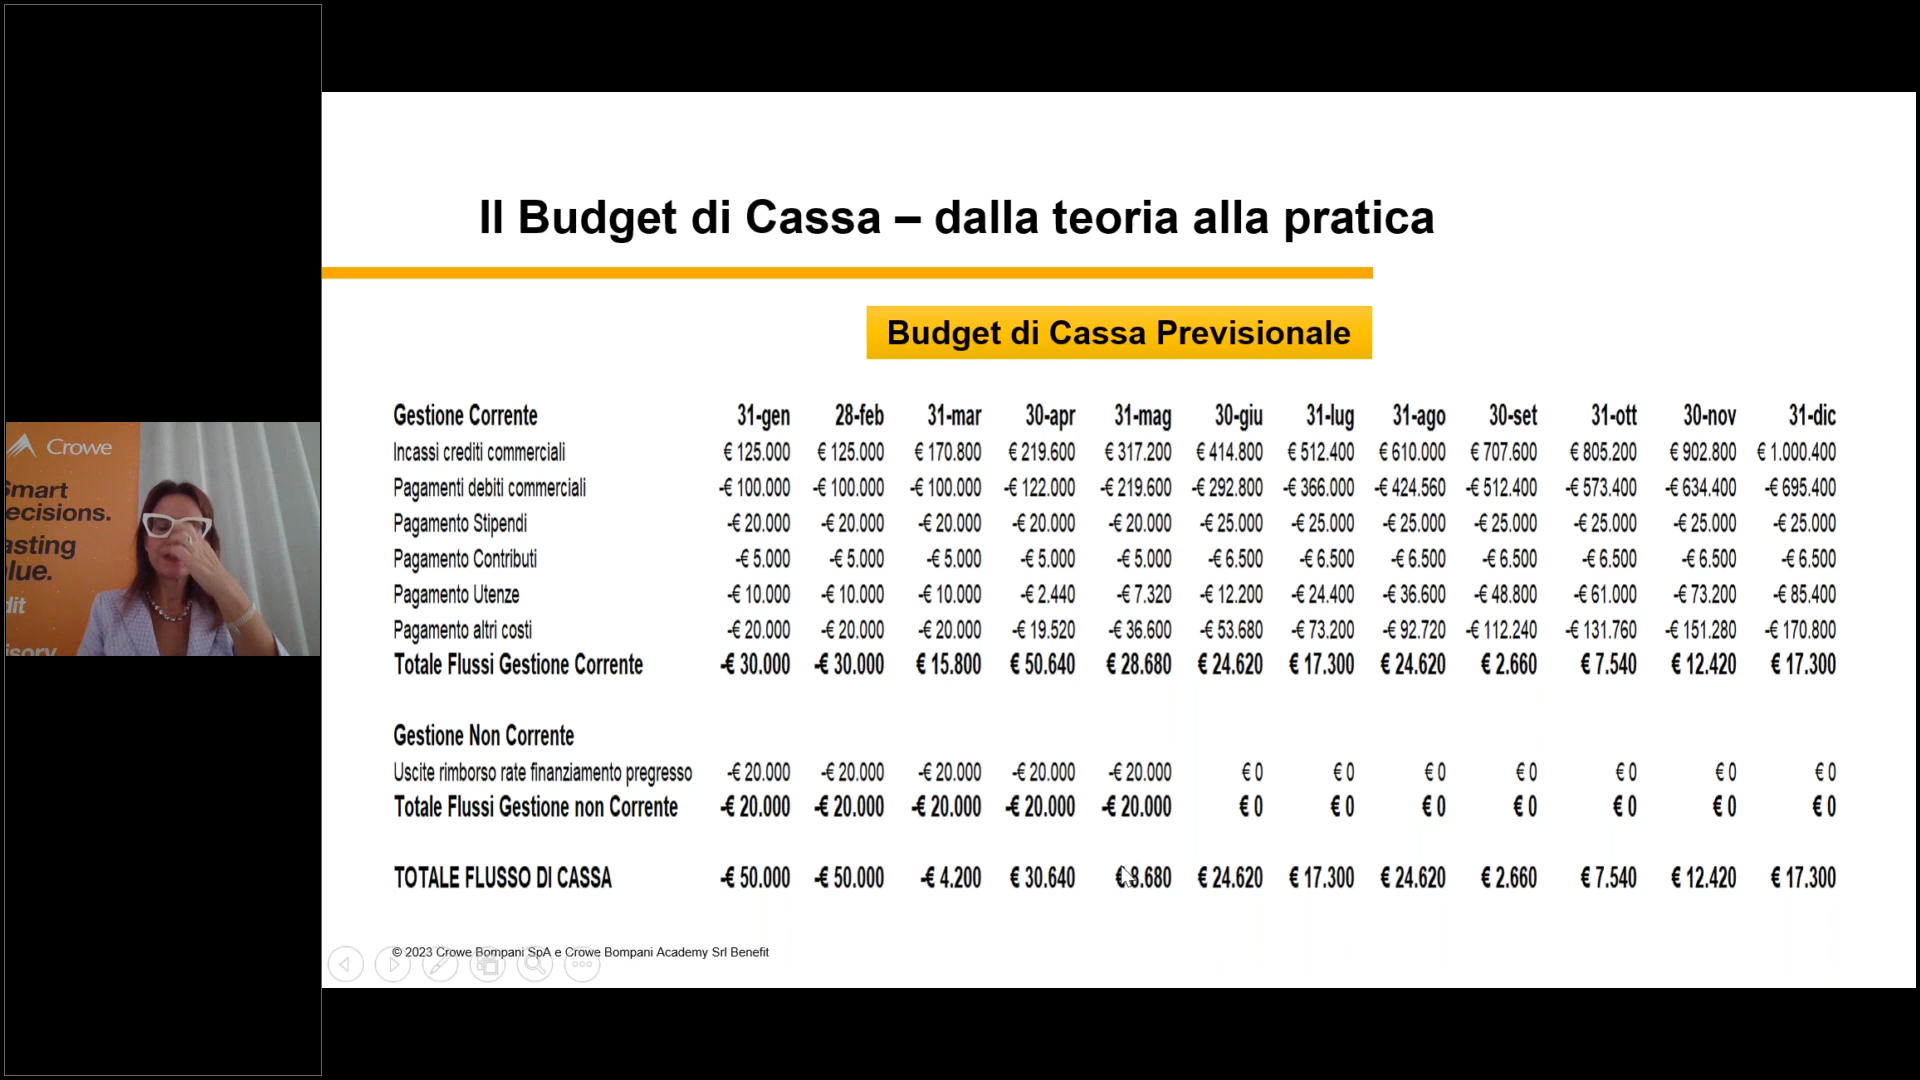 Crowe
Smart
ecisions.
asting
lue.
dit
isory
Il Budget di Cassa – dalla teoria alla pratica
Budget di Cassa Previsionale
Gestione Corrente 31-gen 28-feb 31-mar 30-apr 31-mag 30-giu 31-lug 31-ago 30-set 31-ott 30-nov 31-dic
Incassi crediti commerciali € 125.000 € 125.000 € 170.800 € 219.600 € 317.200 € 414.800 € 512.400 € 610.000 € 707.600 € 805.200 € 902.800 € 1.000.400
Pagamenti debiti commerciali -€ 100.000 -€ 100.000 -€ 100.000 -€ 122.000 -€ 219.600 -€ 292.800 -€ 366.000 -€ 424.560 -€ 512.400 -€ 573.400 -€ 634.400 -€ 695.400
Pagamento Stipendi -€ 20.000 -€ 20.000 -€ 20.000 -€ 20.000 -€ 20.000 -€ 25.000 -€ 25.000 -€ 25.000 -€ 25.000 -€ 25.000 -€ 25.000 -€ 25.000
Pagamento Contributi -€ 5.000 -€ 5.000 -€ 5.000 -€ 5.000 -€ 5.000 -€ 6.500 -€ 6.500 -€ 6.500 -€ 6.500 -€ 6.500 -€ 6.500 -€ 6.500
Pagamento Utenze -€ 10.000 -€ 10.000 -€ 10.000 -€ 2.440 -€ 7.320 -€ 12.200 -€ 24.400 -€ 36.600 -€ 48.800 -€ 61.000 -€ 73.200 -€ 85.400
Pagamento altri costi -€ 20.000 -€ 20.000 -€ 20.000 -€ 19.520 -€ 36.600 -€ 53.680 -€ 73.200 -€ 92.720 -€ 112.240 -€ 131.760 -€ 151.280 -€ 170.800
Totale Flussi Gestione Corrente -€ 30.000 -€ 30.000 € 15.800 € 50.640 € 28.680 € 24.620 € 17.300 € 24.620 € 2.660 € 7.540 € 12.420 € 17.300
Gestione Non Corrente
Uscite rimborso rate finanziamento pregresso -€ 20.000 -€ 20.000 -€ 20.000 -€ 20.000 -€ 20.000 € 0 € 0 € 0 € 0 € 0 € 0 € 0
Totale Flussi Gestione non Corrente -€ 20.000 -€ 20.000 -€ 20.000 -€ 20.000 -€ 20.000 € 0 € 0 € 0 € 0 € 0 € 0 € 0
TOTALE FLUSSO DI CASSA -€ 50.000 -€ 50.000 -€ 4.200 € 30.640 € 8.680 € 24.620 € 17.300 € 24.620 € 2.660 € 7.540 € 12.420 € 17.300
© 2023 Crowe Bompani SpA e Crowe Bompani Academy Srl Benefit